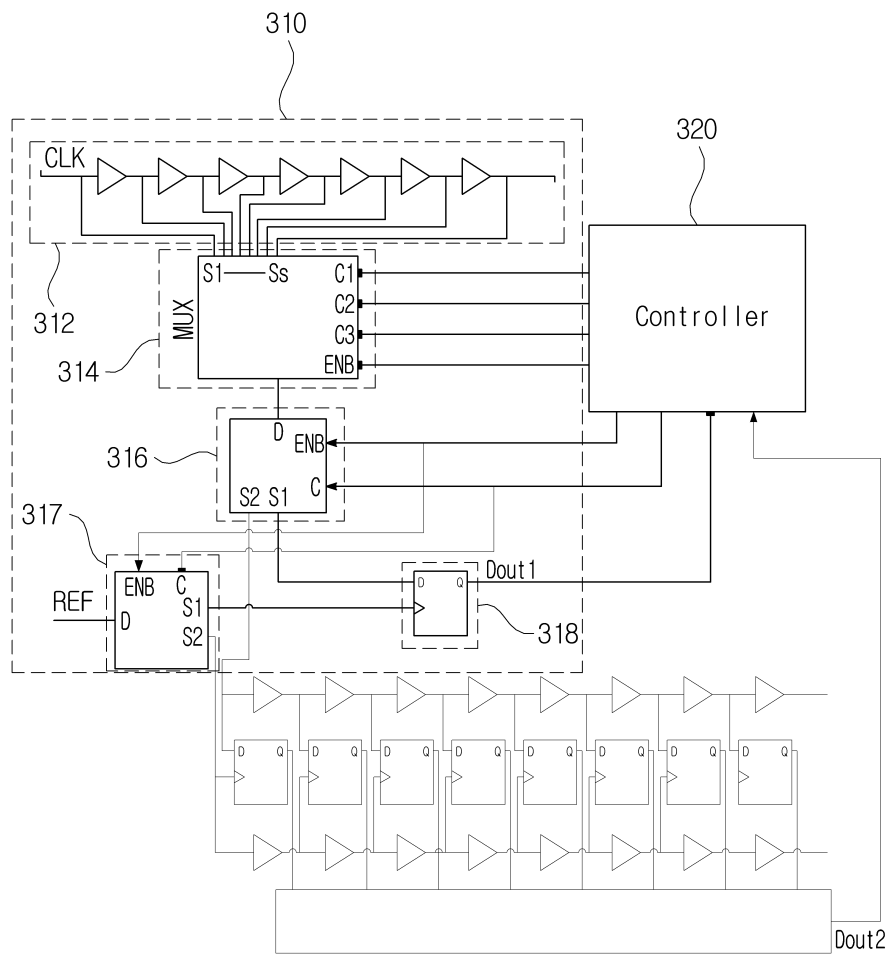 310
320
CLK
312
S1 Ss C1
C2
C3
ENB
MUX
314
Controller
D
ENB
C
S2 S1
316
317
ENB C
S1
S2
D
REF
D Q
Dout1
318
D Q D Q D Q D Q D Q D Q D Q D Q
Dout2